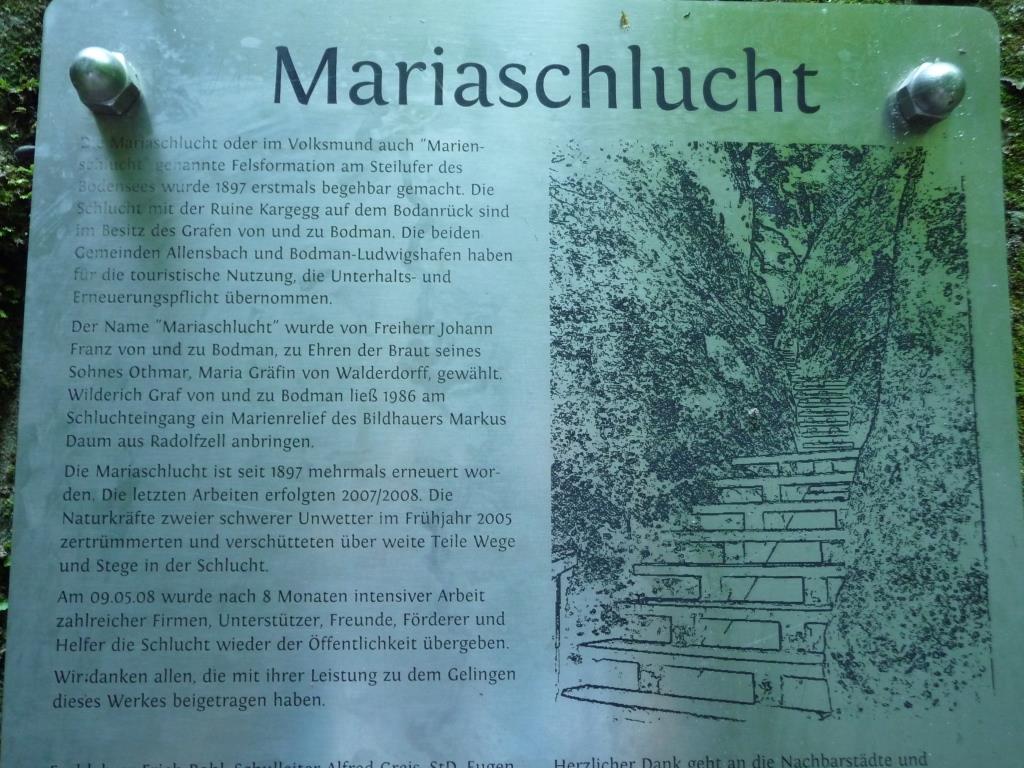 Mariaschlucht
Die Mariaschlucht oder im Volksmund auch "Marien-
schlucht" genannte Felsformation am Steilufer des
Bodensees wurde 1897 erstmals begehbar gemacht. Die
Schlucht mit der Ruine Kargegg auf dem Bodanrück sind
im Besitz des Grafen von und zu Bodman. Die beiden
Gemeinden Allensbach und Bodman-Ludwigshafen haben
für die touristische Nutzung, die Unterhalts- und
Erneuerungspflicht übernommen.
Der Name "Mariaschlucht" wurde von Freiherr Johann
Franz von und zu Bodman, zu Ehren der Braut seines
Sohnes Othmar, Maria Gräfin von Walderdorff, gewählt.
Wilderich Graf von und zu Bodman ließ 1986 am
Schluchteingang ein Marienrelief des Bildhauers Markus
Daum aus Radolfzell anbringen.
Die Mariaschlucht ist seit 1897 mehrmals erneuert wor-
den. Die letzten Arbeiten erfolgten 2007/2008. Die
Naturkräfte zweier schwerer Unwetter im Frühjahr 2005
zertrümmerten und verschütteten über weite Teile Wege
und Stege in der Schlucht.
Am 09.05.08 wurde nach 8 Monaten intensiver Arbeit
zahlreicher Firmen, Unterstützer, Freunde, Förderer und
Helfer die Schlucht wieder der Öffentlichkeit übergeben.
Wir danken allen, die mit ihrer Leistung zu dem Gelingen
dieses Werkes beigetragen haben.
Schulleiter Alfred Greis, StD, Eugen
Herzlicher Dank geht an die Nachbarstädte und